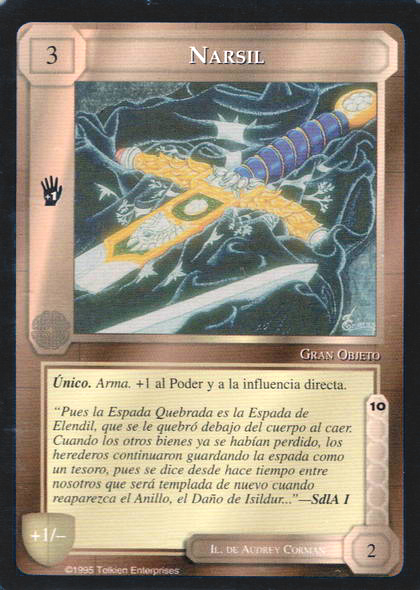 3
NARSIL
+1
GRAN OBJETO
Único. Arma. +1 al Poder y a la influencia directa.
“Pues la Espada Quebrada es la Espada de
Elendil, que se le quebró debajo del cuerpo al caer.
Cuando los otros bienes ya se habían perdido, los
herederos continuaron guardando la espada como
un tesoro, pues se dice desde hace tiempo entre
nosotros que será templada de nuevo cuando
reaparezca el Anillo, el Daño de Isildur...”—SdlA I
10
+1/–
IL. DE AUDREY CORMAN
2
©1995 Tolkien Enterprises